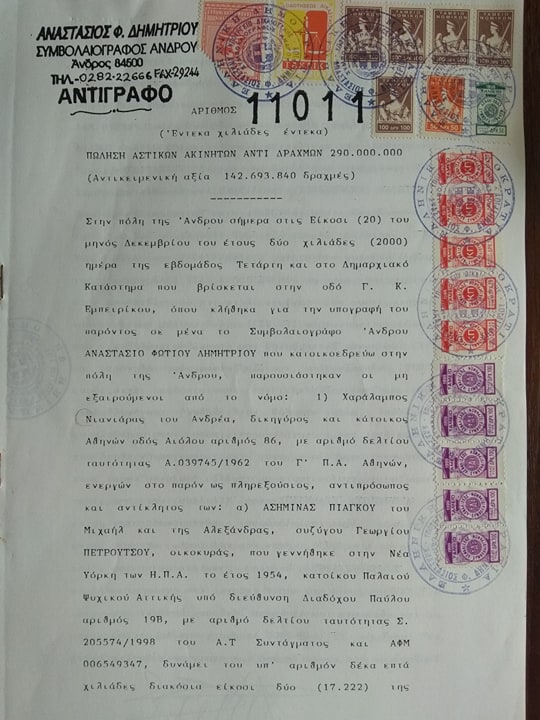 ΑΝΑΣΤΑΣΙΟΣ Φ. ΔΗΜΗΤΡΙΟΥ
ΣΥΜΒΟΛΑΙΟΓΡΑΦΟΣ ΑΝΔΡΟΥ
Άνδρος 84500
ΤΗΛ.-0282-22666 FAX-29244
ΑΝΤΙΓΡΑΦΟ
ΑΡΙΘΜΟΣ 11011
('Εντεκα χιλιάδες έντεκα)
ΠΩΛΗΣΗ ΑΣΤΙΚΩΝ ΑΚΙΝΗΤΩΝ ΑΝΤΙ ΔΡΑΧΜΩΝ 290.000.000
(Αντικειμενική αξία 142.693.840 δραχμές)
-----------
Στην πόλη της 'Ανδρου σήμερα στις Είκοσι (20) του
μηνός Δεκεμβρίου του έτους δύο χιλιάδες (2000)
ημέρα της εβδομάδος Τετάρτη και στο Δημαρχιακό
Κατάστημα που βρίσκεται στην οδό Γ. Κ.
Εμπειρίκου, όπου κλήθηκα για την υπογραφή του
παρόντος σε μένα το Συμβολαιογράφο 'Ανδρου
ΑΝΑΣΤΑΣΙΟ ΦΩΤΙΟΥ ΔΗΜΗΤΡΙΟΥ που κατοικοεδρεύω στην
πόλη της 'Ανδρου, παρουσιάστηκαν οι μη
εξαιρούμενοι από το νόμο: 1) Χαράλαμπος
Νιανιάρας του Ανδρέα, δικηγόρος και κάτοικος
Αθηνών οδός Αιόλου αριθμός 86, με αριθμό δελτίου
ταυτότητας Α.039745/1962 του Γ' Π.Α. Αθηνών,
ενεργών στο παρόν ως πληρεξούσιος, αντιπρόσωπος
και αντίκλητος των: α) ΑΣΗΜΙΝΑΣ ΠΙΑΓΚΟΥ του
Μιχαήλ και της Αλεξάνδρας, συζύγου Γεωργίου
ΠΕΤΡΟΥΤΣΟΥ, οικοκυράς, που γεννήθηκε στην Νέα
Υόρκη των Η.Π.Α. το έτος 1954, κατοίκου Παλαιού
Ψυχικού Αττικής υπό διεύθυνση Διαδόχου Παύλου
αριθμός 19Β, με αριθμό δελτίου ταυτότητας Σ.
205574/1998 του Α.Τ Συντάγματος και ΑΦΜ
006549347, δυνάμει του υπ' αριθμόν δέκα επτά
χιλιάδες διακόσια είκοσι δύο (17.222) της